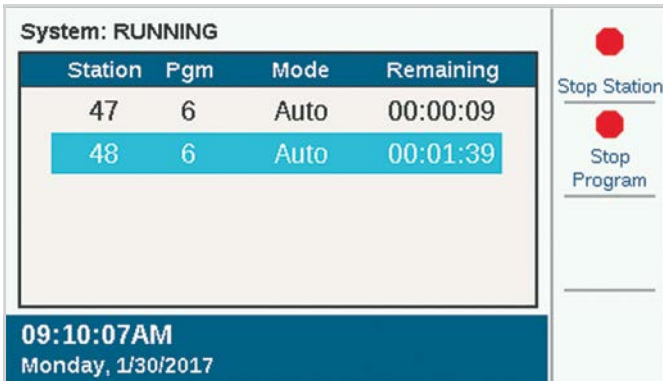 System: RUNNING
Station Pgm Mode Remaining
47 6 Auto 00:00:09
48 6 Auto 00:01:39
Stop Station
Stop
Program
09:10:07AM
Monday, 1/30/2017